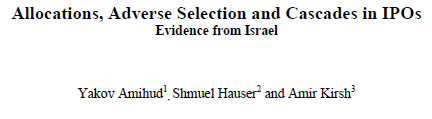 Allocations, Adverse Selection and Cascades in IPOs
Evidence from Israel
Yakov Amihud¹, Shmuel Hauser² and Amir Kirsh³